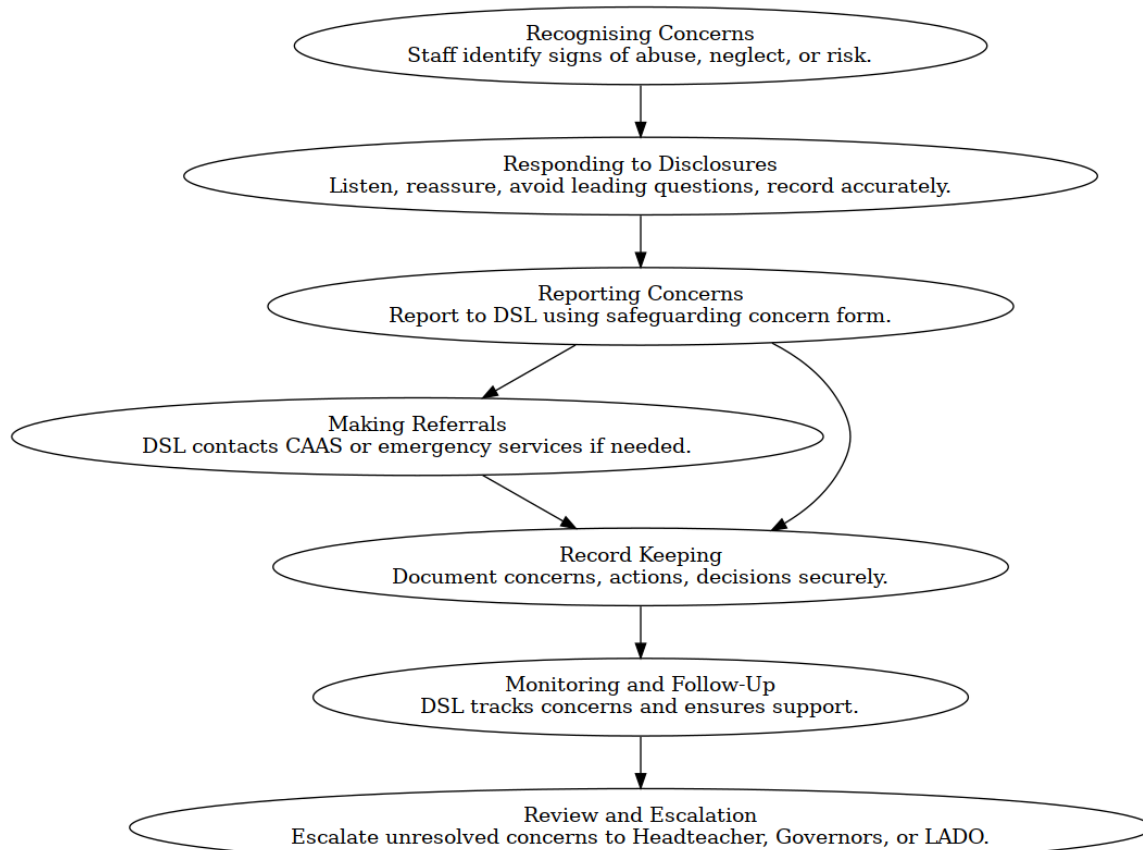 Recognising Concerns
Staff identify signs of abuse, neglect, or risk.
Responding to Disclosures
Listen, reassure, avoid leading questions, record accurately.
Reporting Concerns
Report to DSL using safeguarding concern form.
Making Referrals
DSL contacts CAAS or emergency services if needed.
Record Keeping
Document concerns, actions, decisions securely.
Monitoring and Follow-Up
DSL tracks concerns and ensures support.
Review and Escalation
Escalate unresolved concerns to Headteacher, Governors, or LADO.